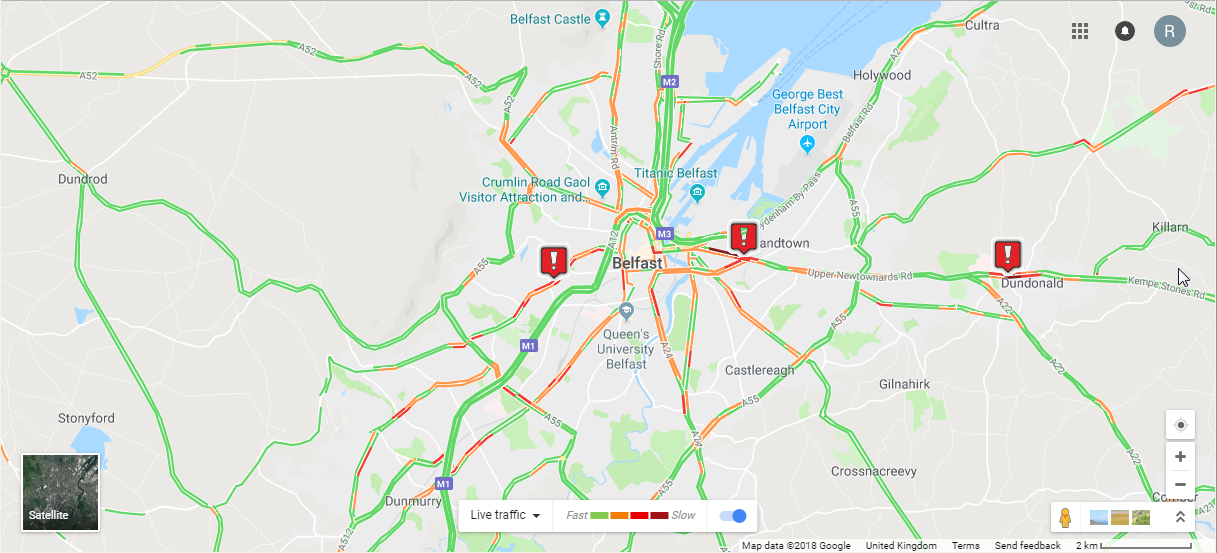 Belfast Castle
Cultra
R
A52
A52
A52
A52
Shore Rd
A2
M2
Holywood
George Best
Belfast City
Airport
Antrim Rd
Belfast Rd
Dundrod
Crumlin Road Gaol
Visitor Attraction and...
Titanic Belfast
ydenham by-Pass
A55
A12
M3
andtown
Killarn
Belfast
A55
Upper Newtownards Rd
Dundonald
Kempe Stones Rd
A22
Queen's
University
Belfast
A55
M1
A24
Castlereagh
A22
Gilnahirk
A55
Stonyford
A55
A24
A22
Crossnacreevy
M1
Dunmurry
A55
Comber
A512
Satellite
Live traffic
Fast
Slow
Map data ©2018 Google
United Kingdom
Terms
Send feedback
2 km